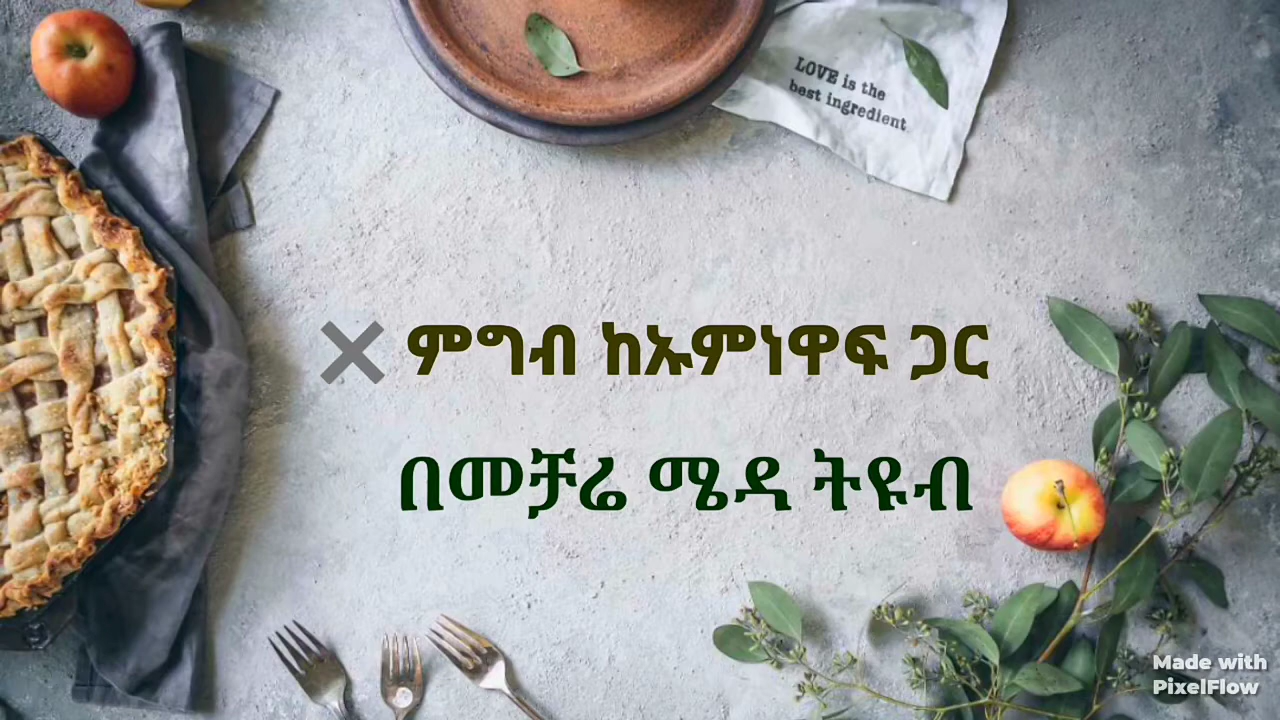 LOVE is the
best ingredient
❌ ምግብ ከኡምነዋፍ ጋር
በመቻሬ ሜዳ ትዩብ
Made with
PixelFlow